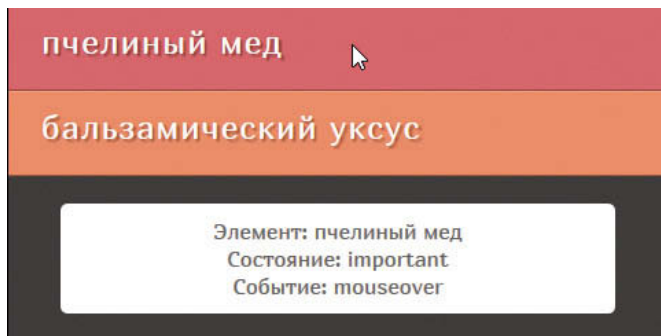 пчелиный мед
бальзамический уксус
Элемент: пчелиный мед
Состояние: important
Событие: mouseover